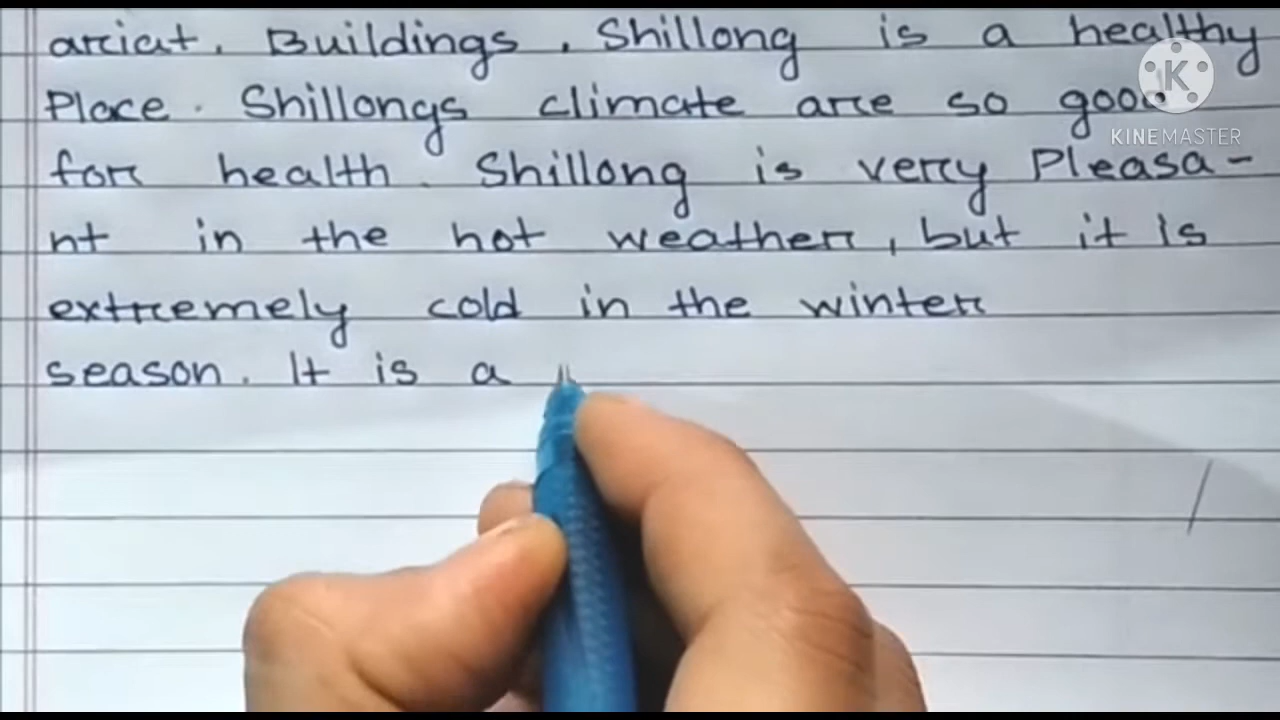 arciat. Buildings. Shillong is a healthy
Place. Shillongs climate are so good
for health. Shillong is very Pleasa-
nt in the hot weather, but it is
extremely cold in the winter
season. It is a
KINEMASTER